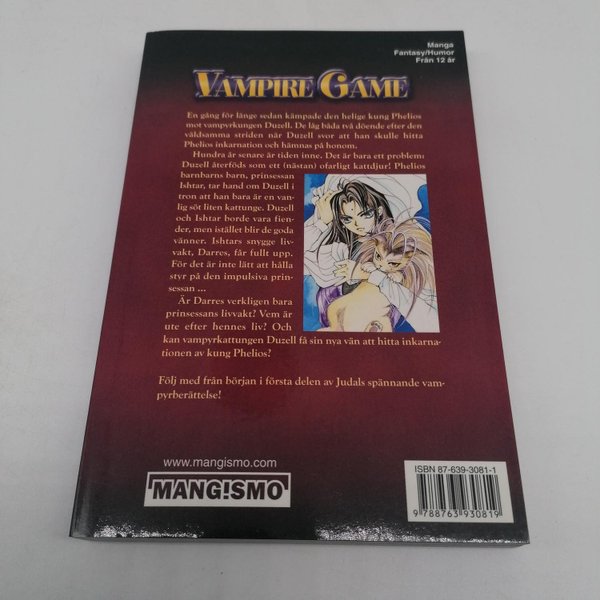 Manga
Fantasy/Humor
Från 12 år
VAMPIRE GAME
En gång för länge sedan kämpade den helige kung Phelios
mot vampyrkungen Duzell. De låg båda två döende efter den
våldsamma striden när Duzell svor att han skulle hitta
Phelios inkarnation och hämnas på honom.
Hundra år senare är tiden inne. Det är bara ett problem:
Duzell återföds som ett (nästan) ofarligt kattdjur! Phelios
barnbarns barn, prinsessan
Ishtar, tar hand om Duzell i
tron att han bara är en van-
lig söt liten kattunge. Duzell
och Ishtar borde vara fien-
der, men istället blir de goda
vänner. Ishtars snygge liv-
vakt, Darres, får fullt upp.
För det är inte lätt att hålla
styr på den impulsiva prin-
sessan ...
Är Darres verkligen bara
prinsessans livvakt? Vem är
ute efter hennes liv? Och
kan vampyrkattungen Duzell få sin nya vän att hitta inkarna-
tionen av kung Phelios?
Följ med från början i första delen av Judals spännande vam-
pyrberättelse!
www.mangismo.com
MANG!SMO
ISBN 87-639-3081-1
9 788763 930819